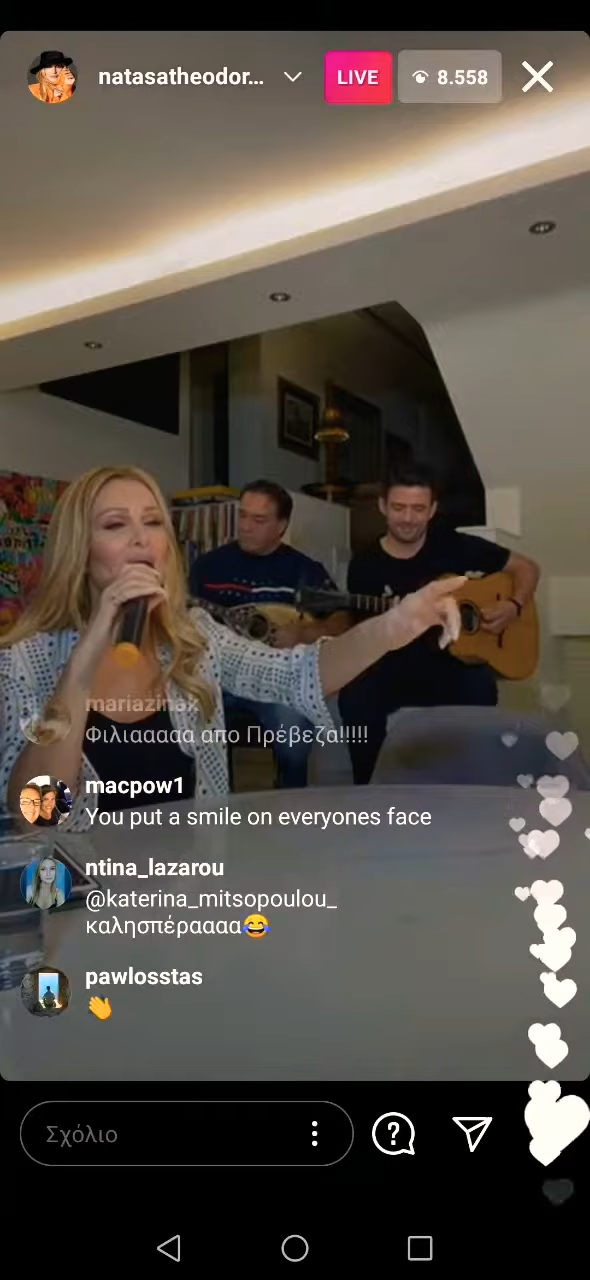 natasatheodor...
LIVE
8.558
mariazinax
Φιλιααααα απο Πρέβεζα!!!!!
macpow1
You put a smile on everyones face
ntina_lazarou
@katerina_mitsopoulou_
καλησπέραααα😂
pawlosstas
👏
Σχόλιο